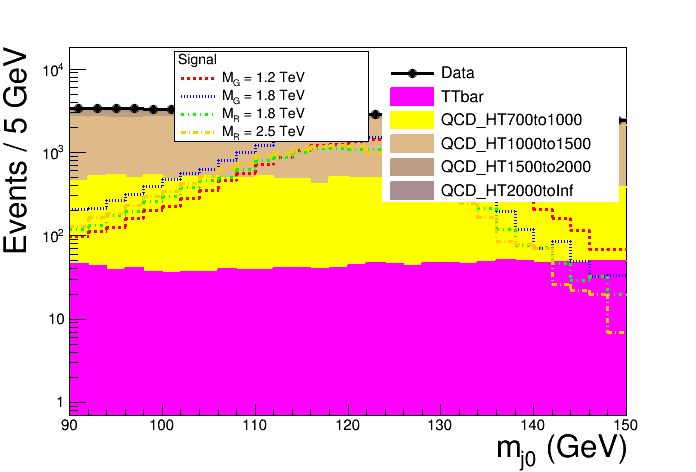 Events / 5 GeV
10^4
10^3
10^2
10
1
Signal
M_G = 1.2 TeV
M_G = 1.8 TeV
M_R = 1.8 TeV
M_R = 2.5 TeV
Data
TTbar
QCD_HT700to1000
QCD_HT1000to1500
QCD_HT1500to2000
QCD_HT2000toInf
90 100 110 120 130 140 150
m_j0 (GeV)